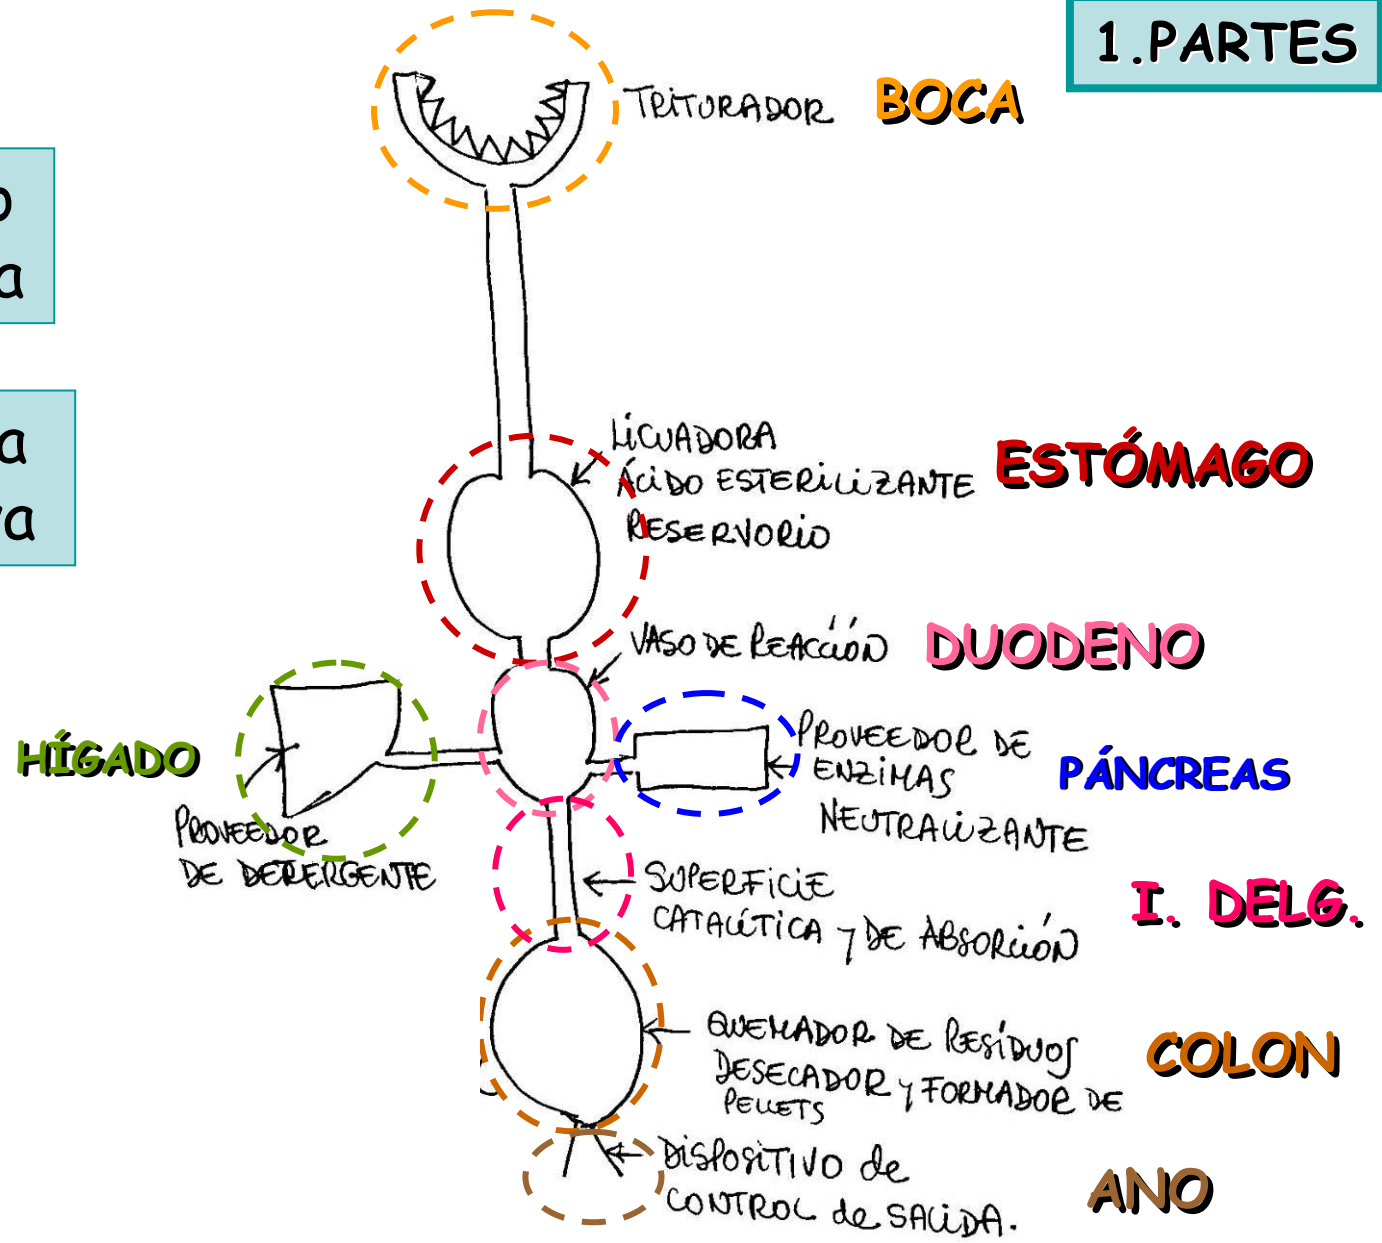 1.PARTES
TRITURADOR BOCA
o
a
a
va
LICUADORA
ÁCIDO ESTERILIZANTE
RESERVORIO
ESTÓMAGO
VASO DE REACCIÓN DUODENO
HÍGADO
PROVEEDOR
DE DETERGENTE
PROVEEDOR DE
ENZIMAS
NEUTRALIZANTE
PÁNCREAS
SUPERFICIE
CATALÍTICA Y DE ABSORCIÓN
I. DELG.
QUEMADOR DE RESÍDUOS
DESECADOR Y FORMADOR DE
PELLETS
COLON
DISPOSITIVO de
CONTROL de SALIDA.
ANO